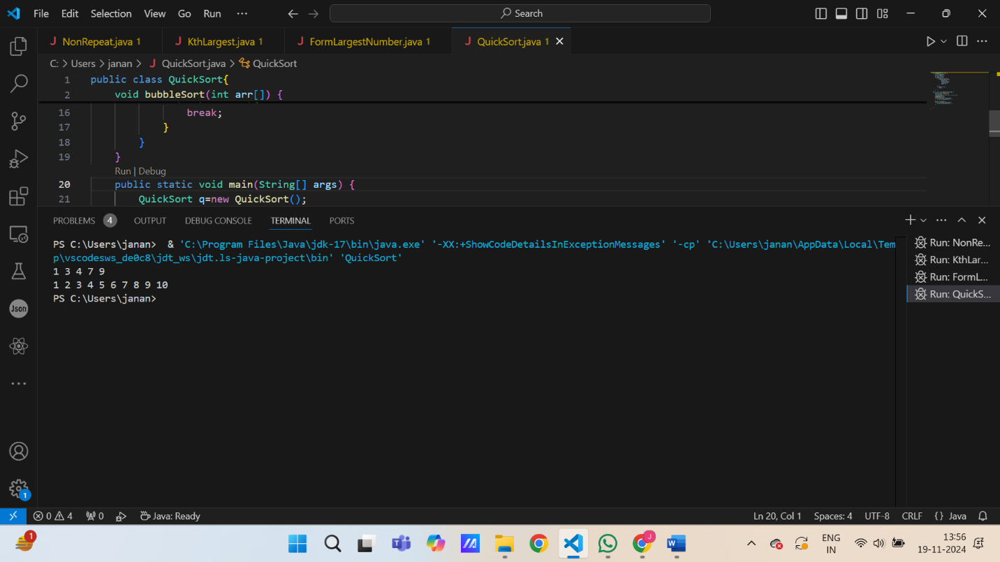 File Edit Selection View Go Run ··· Search
NonRepeat.java 1 KthLargest.java 1 FormLargestNumber.java 1 QuickSort.java 1
C: > Users > janan > QuickSort.java > QuickSort
1 public class QuickSort{
2 void bubbleSort(int arr[]) {
16 break;
17 }
18 }
19 }
Run | Debug
20 public static void main(String[] args) {
21 QuickSort q=new QuickSort();
PROBLEMS 4 OUTPUT DEBUG CONSOLE TERMINAL PORTS
PS C:\Users\janan> & 'C:\Program Files\Java\jdk-17\bin\java.exe' '-XX:+ShowCodeDetailsInExceptionMessages' '-cp' 'C:\Users\janan\AppData\Local\Tem
p\vscodesws_de0c8\jdt_ws\jdt.ls-java-project\bin' 'QuickSort'
1 3 4 7 9
1 2 3 4 5 6 7 8 9 10
PS C:\Users\janan>
Run: NonRe...
Run: KthLar...
Run: FormL...
Run: QuickS...
Json
1
0 4 0 Java: Ready Ln 20, Col 1 Spaces: 4 UTF-8 CRLF {} Java
1 J W ENG
IN
13:56
19-11-2024